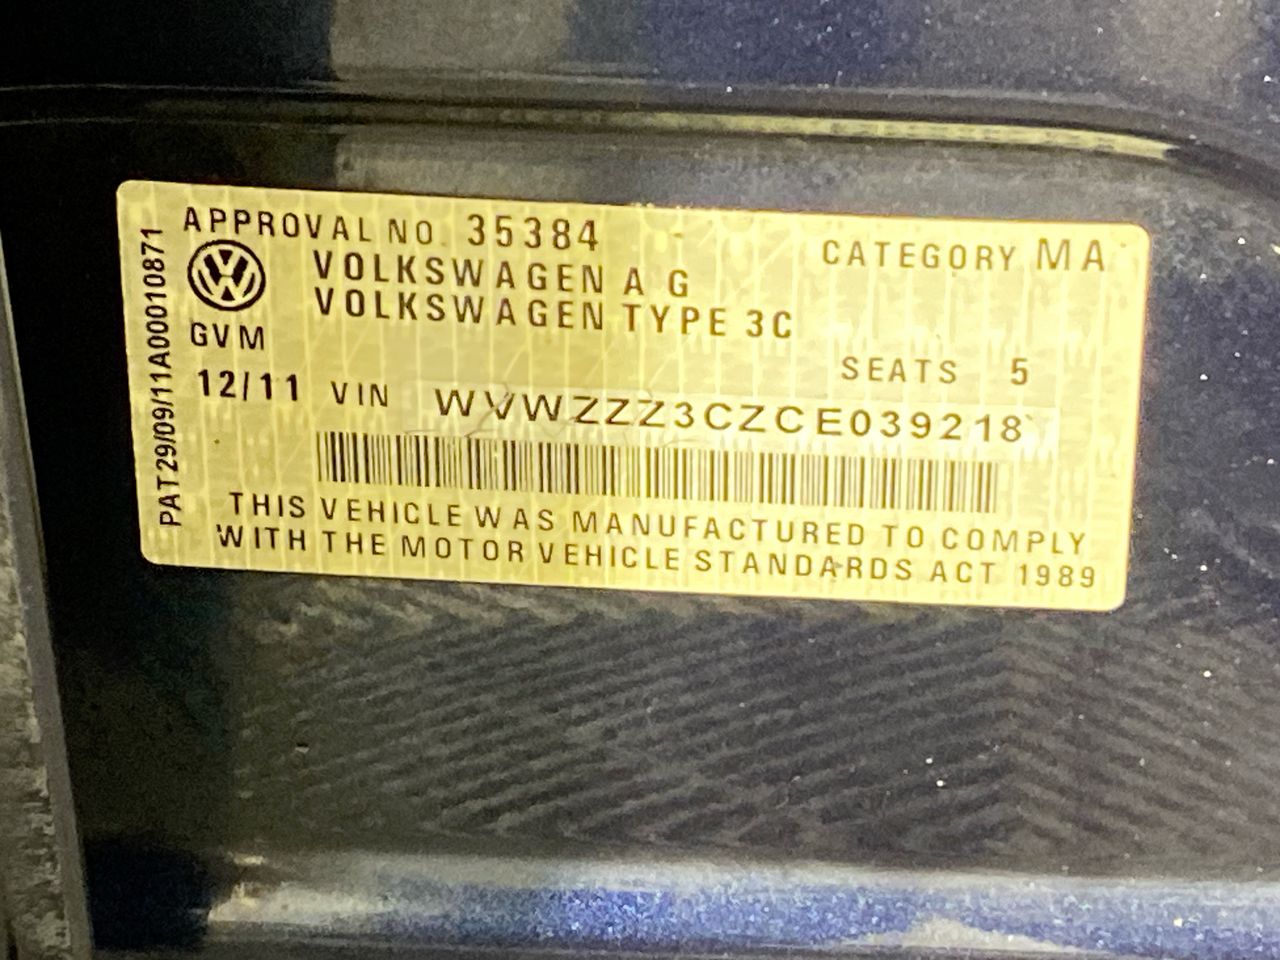 APPROVAL NO. 35384
CATEGORY MA
VOLKSWAGEN A G
VOLKSWAGEN TYPE 3C
GVM
SEATS 5
12/11 VIN WVWZZZ3CZCE039218
THIS VEHICLE WAS MANUFACTURED TO COMPLY
WITH THE MOTOR VEHICLE STANDARDS ACT 1989
PAT29/09/11A00010871